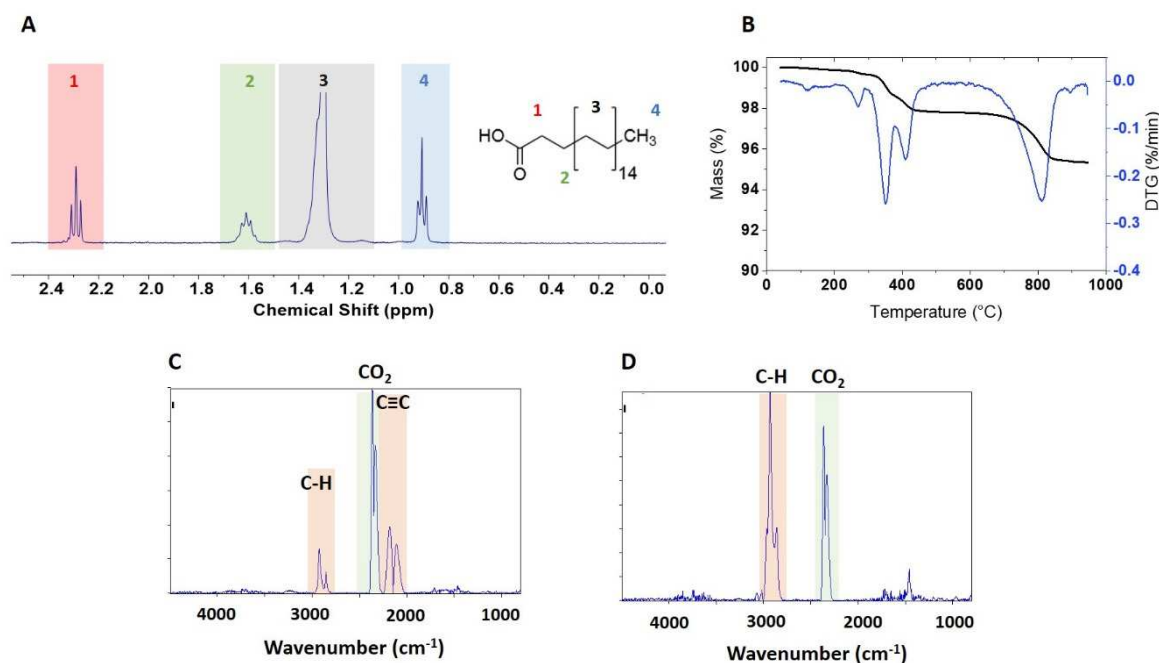 A
1
2
3
4
1
3
4
HO
O
2
14
CH₃
2.4 2.2 2.0 1.8 1.6 1.4 1.2 1.0 0.8 0.6 0.4 0.2 0.0
Chemical Shift (ppm)
B
100
98
96
94
92
90
Mass (%)
0.0
-0.1
-0.2
-0.3
-0.4
DTG (%/min)
0 200 400 600 800 1000
Temperature (°C)
C
CO₂
C≡C
C-H
4000 3000 2000 1000
Wavenumber (cm⁻¹)
D
C-H CO₂
4000 3000 2000 1000
Wavenumber (cm⁻¹)